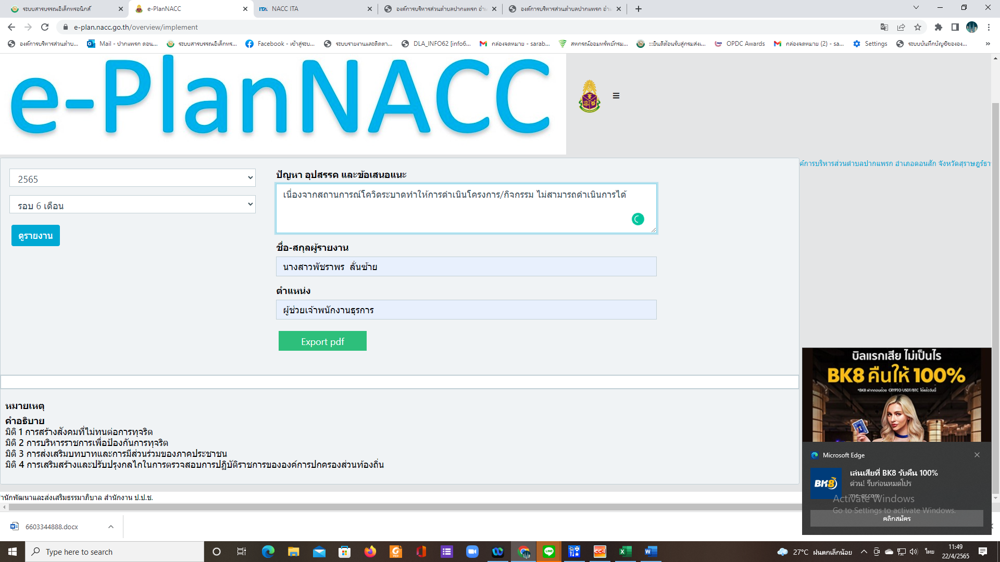 ระบบสารบรรณอิเล็กทรอนิกส์
e-PlanNACC
ITA NACC ITA
องค์การบริหารส่วนตำบลปากแพรก อำเ
องค์การบริหารส่วนตำบลปากแพรก อำเ
e-plan.nacc.go.th/overview/implement
องค์การบริหารส่วนตำบ...
Mail - ปากแพรก ดอน...
ระบบสารบรรณอิเล็กทร...
Facebook - เข้าสู่ระบ...
ระบบรายงานและติดตา...
DLA_INFO62 [info6...
กล่องจดหมาย - sarab...
สหกรณ์ออมทรัพย์กรม...
:::ยินดีต้อนรับสู่กรมส่งเ...
OPDC Awards
กล่องจดหมาย (2) - sa...
Settings
ระบบบันทึกบัญชีขององ...
e-PlanNACC
ค์การบริหารส่วนตำบลปากแพรก อำเภอดอนสัก จังหวัดสุราษฎร์ธา
2565
รอบ 6 เดือน
ดูรายงาน
ปัญหา อุปสรรค และข้อเสนอแนะ
เนื่องจากสถานการณ์โควิดระบาดทำให้การดำเนินโครงการ/กิจกรรม ไม่สามารถดำเนินการได้
ชื่อ-สกุลผู้รายงาน
นางสาวพัชราพร ลั่นซ้าย
ตำแหน่ง
ผู้ช่วยเจ้าพนักงานธุรการ
Export pdf
หมายเหตุ
คำอธิบาย
มิติ 1 การสร้างสังคมที่ไม่ทนต่อการทุจริต
มิติ 2 การบริหารราชการเพื่อป้องกันการทุจริต
มิติ 3 การส่งเสริมบทบาทและการมีส่วนร่วมของภาคประชาชน
มิติ 4 การเสริมสร้างและปรับปรุงกลไกในการตรวจสอบการปฏิบัติราชการขององค์การปกครองส่วนท้องถิ่น
านักพัฒนาและส่งเสริมธรรมาภิบาล สำนักงาน ป.ป.ช.
บิลแรกเสีย ไม่เป็นไร
BK8 คืนให้ 100%
*BK8 ฝากถอนด้วย CRYPTO USDT/BTC ได้แล้ววันนี้
Microsoft Edge
BK8
เล่นเสียที่ BK8 รับคืน 100%
ด่วน! รีบก่อนหมดโปร
me-qr.com
Activate Windows
Go to Settings to activate Windows.
คลิกสมัคร
6603344888.docx
Type here to search
27°C ฝนตกเล็กน้อย
ไทย
11:49
22/4/2565